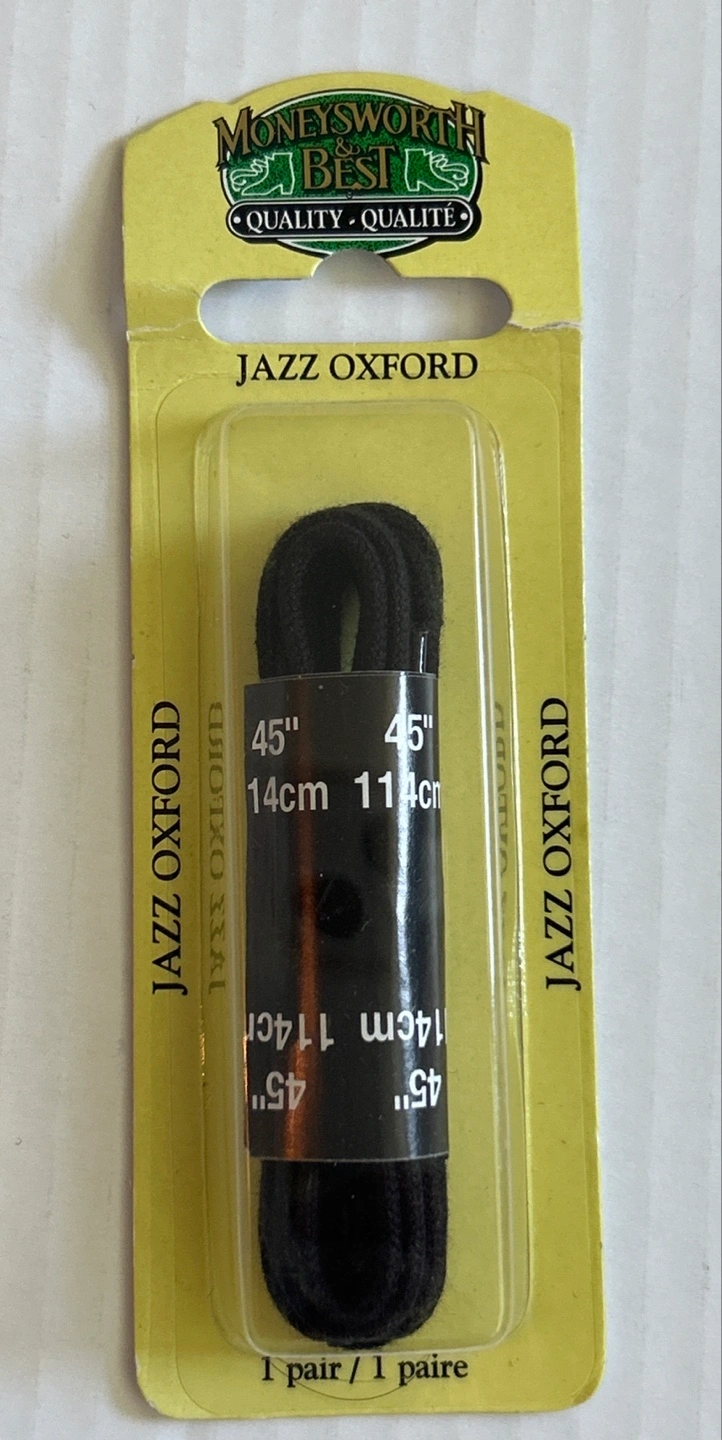 MONEYSWORTH
& BEST
QUALITY - QUALITÉ
JAZZ OXFORD
JAZZ OXFORD
JAZZ OXFORD
45" 45"
14cm 114cm
114cm 114cm
45" 45"
1 pair / 1 paire